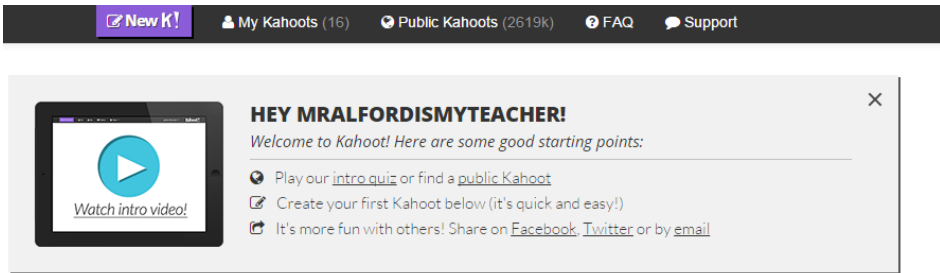 New K! My Kahoots (16) Public Kahoots (2619k) FAQ Support
HEY MRALFORDISMYTEACHER!
Welcome to Kahoot! Here are some good starting points:
Play our intro quiz or find a public Kahoot
Create your first Kahoot below (it's quick and easy!)
It's more fun with others! Share on Facebook, Twitter or by email
Watch intro video!